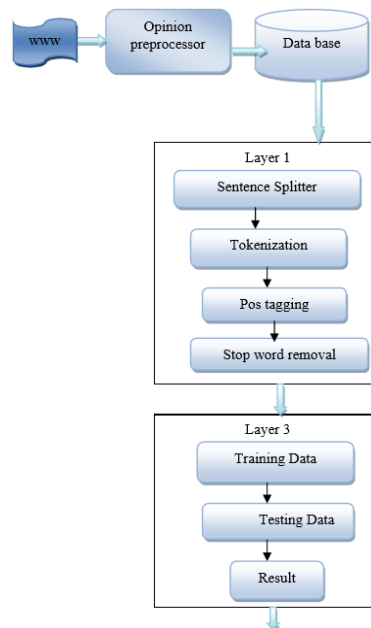 www
Opinion
preprocessor
Data base
Layer 1
Sentence Splitter
Tokenization
Pos tagging
Stop word removal
Layer 3
Training Data
Testing Data
Result